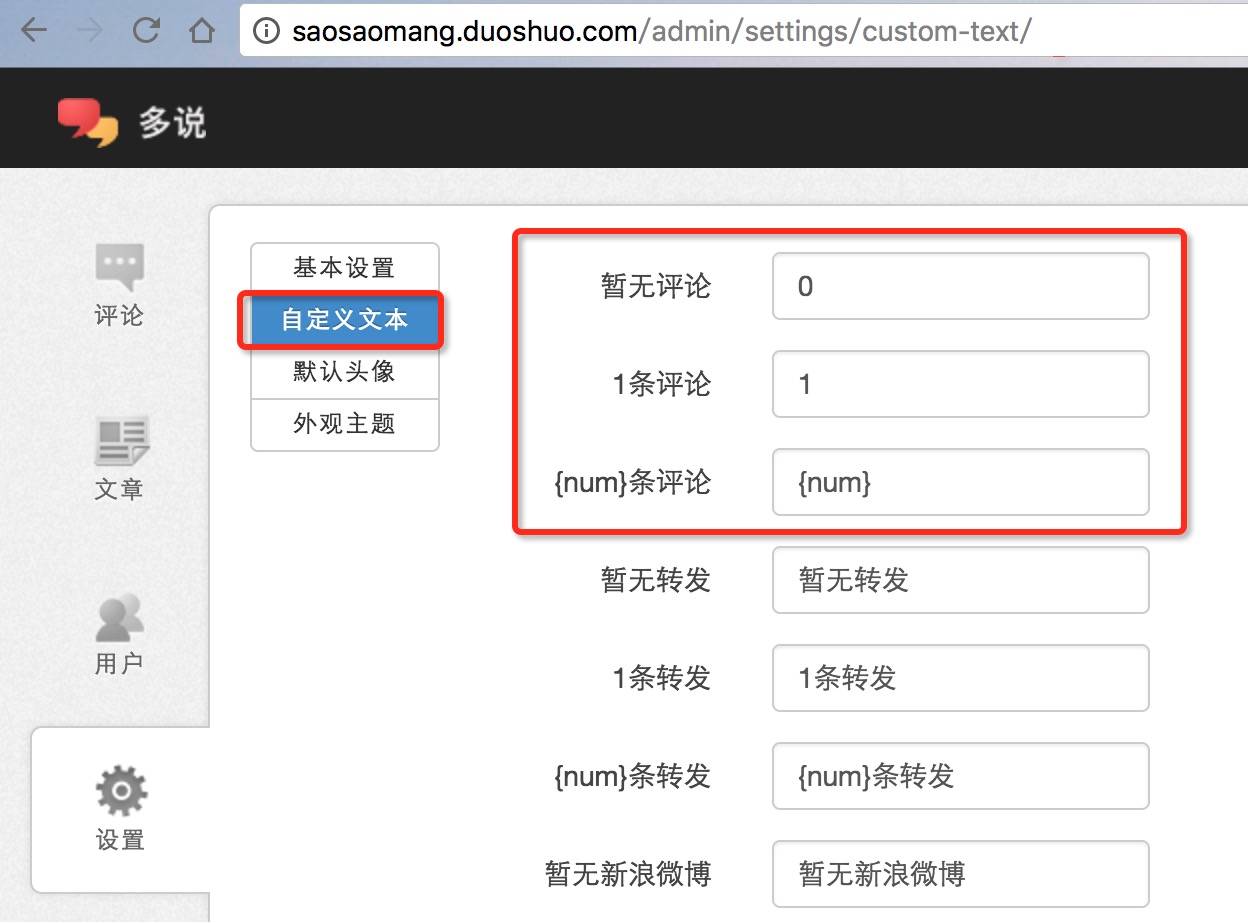 saosaomang.duoshuo.com/admin/settings/custom-text/
多说
评论
文章
用户
设置
基本设置
自定义文本
默认头像
外观主题
暂无评论 0
1条评论 1
{num}条评论 {num}
暂无转发 暂无转发
1条转发 1条转发
{num}条转发 {num}条转发
暂无新浪微博 暂无新浪微博